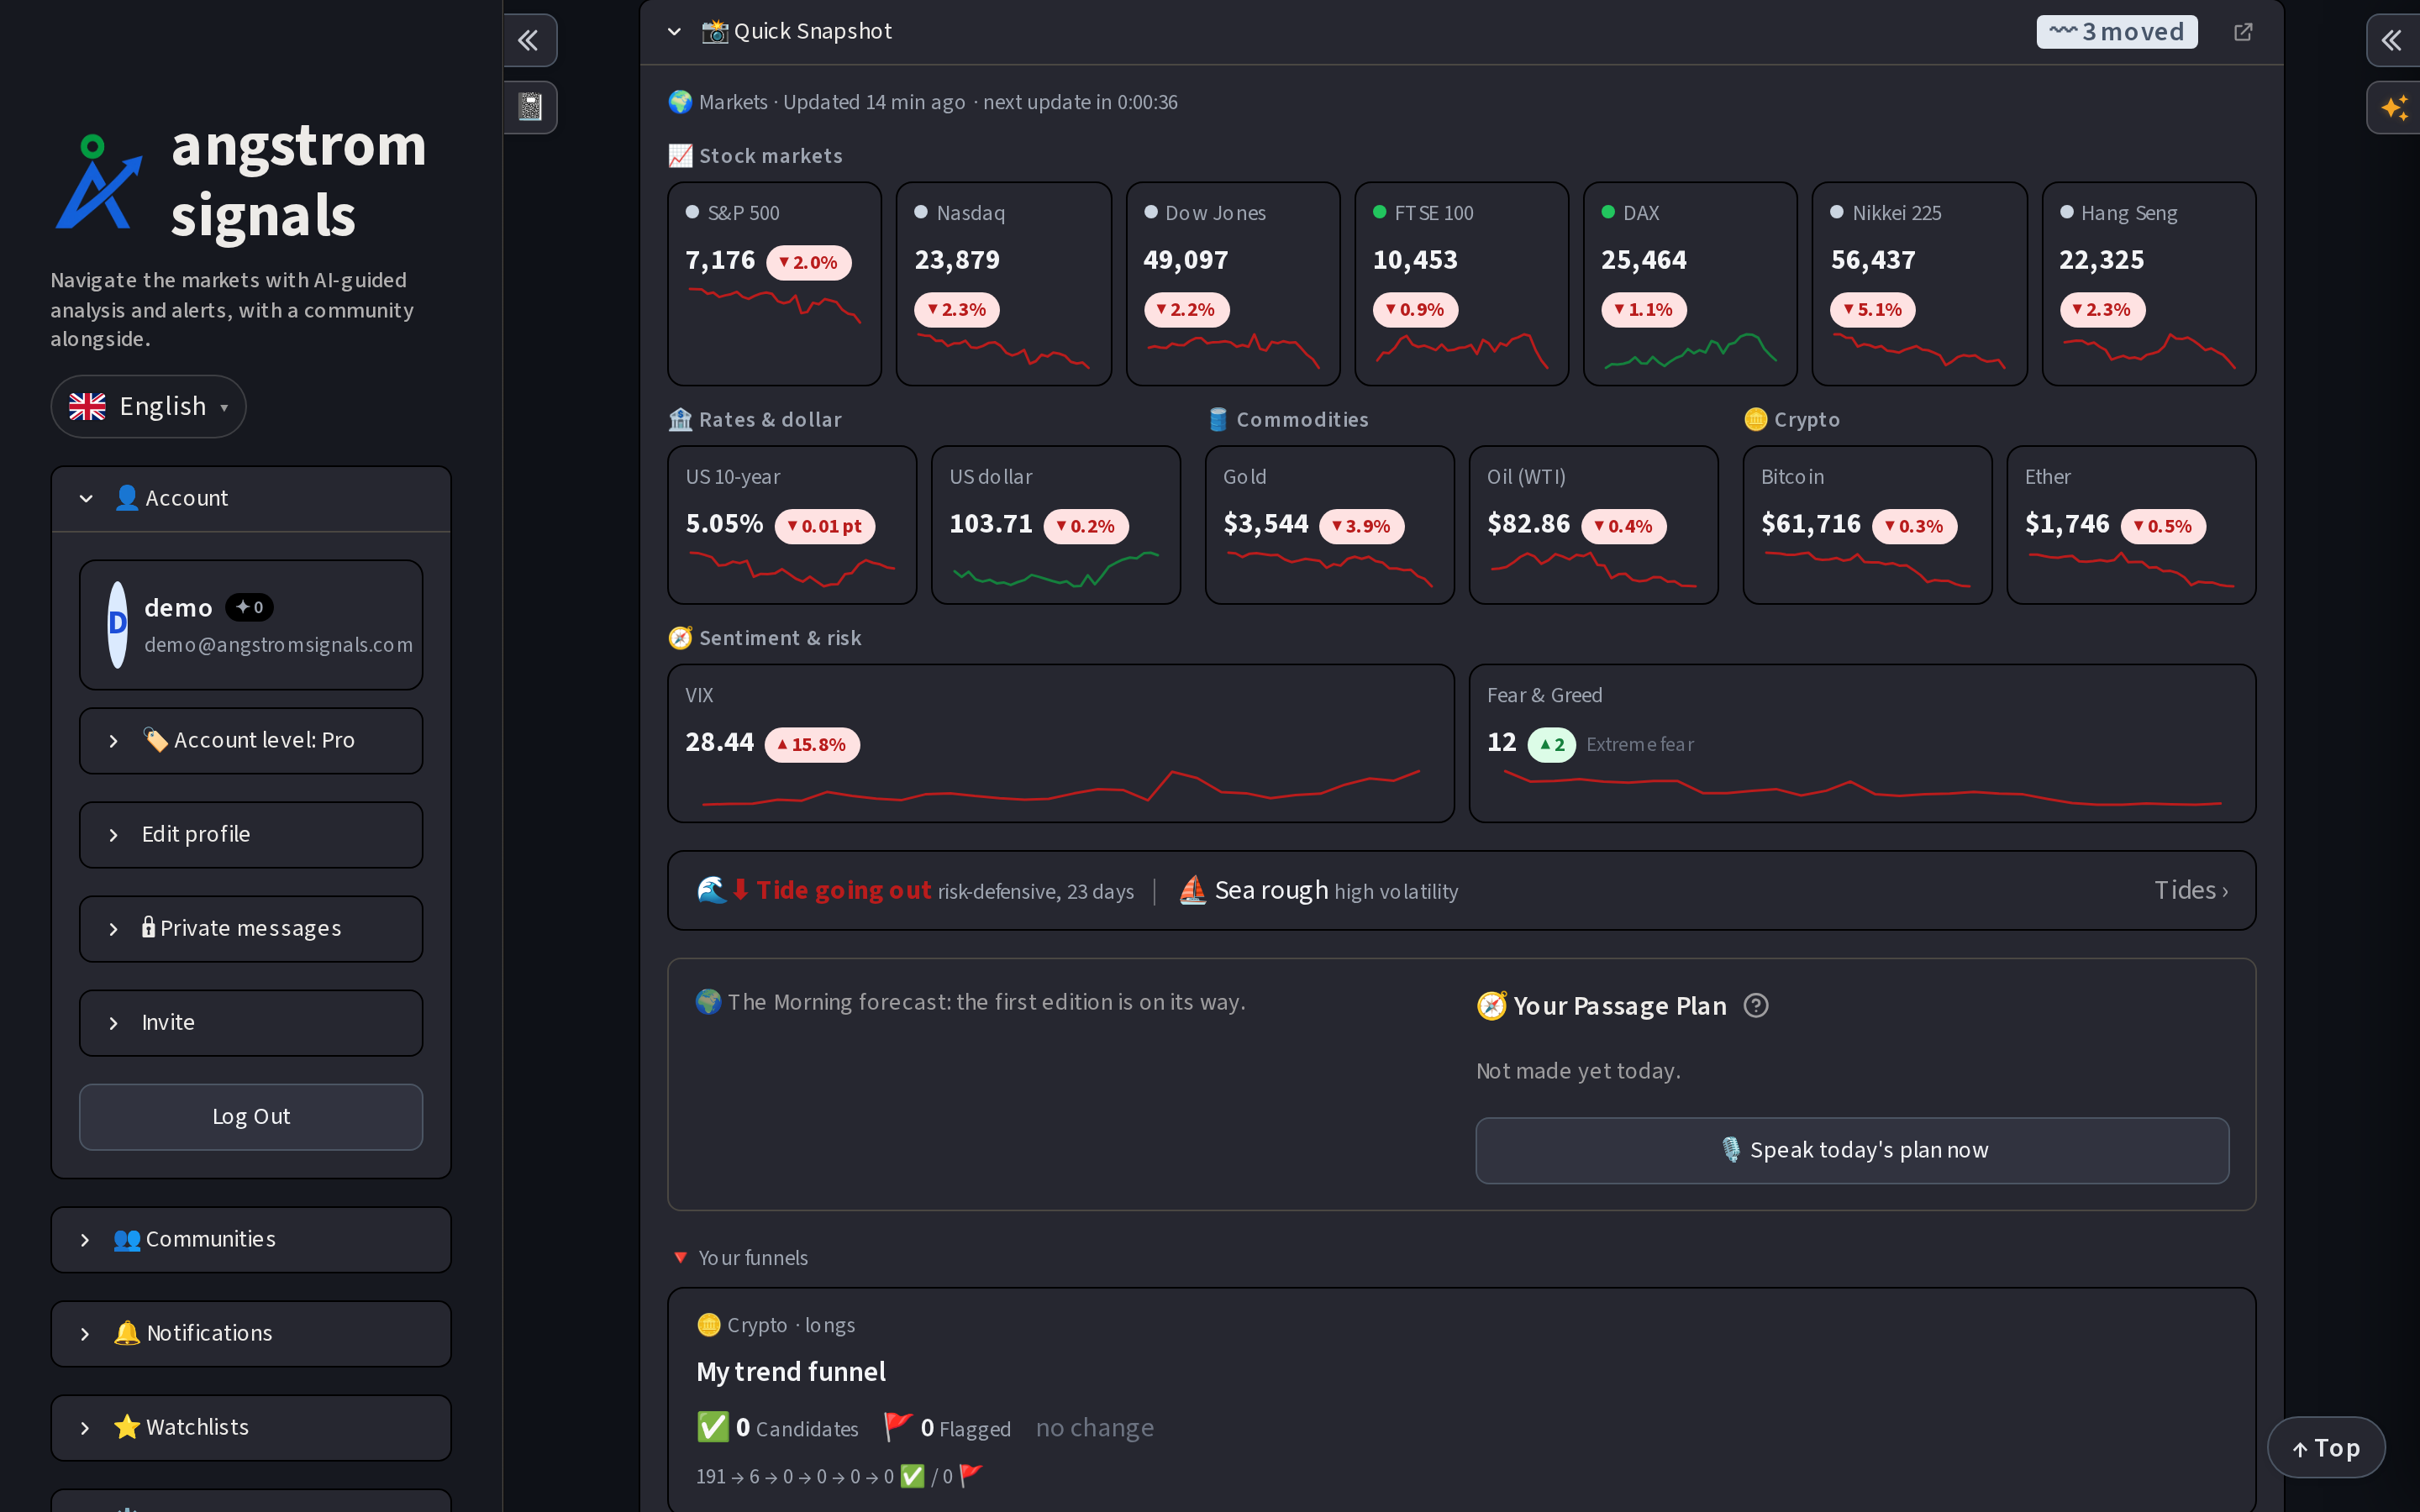 angstrom
signals
Navigate the markets with AI-guided
analysis and alerts, with a community
alongside.
English
Account
D
demo
0
demo@angstromsignals.com
Account level: Pro
Edit profile
Private messages
Invite
Log Out
Communities
Notifications
Watchlists
Quick Snapshot
3 moved
Markets · Updated 14 min ago · next update in 0:00:36
Stock markets
S&P 500
7,176 ▼ 2.0%
Nasdaq
23,879
▼ 2.3%
Dow Jones
49,097
▼ 2.2%
FTSE 100
10,453
▼ 0.9%
DAX
25,464
▼ 1.1%
Nikkei 225
56,437
▼ 5.1%
Hang Seng
22,325
▼ 2.3%
Rates & dollar
US 10-year
5.05% ▼ 0.01 pt
US dollar
103.71 ▼ 0.2%
Commodities
Gold
$3,544 ▼ 3.9%
Oil (WTI)
$82.86 ▼ 0.4%
Crypto
Bitcoin
$61,716 ▼ 0.3%
Ether
$1,746 ▼ 0.5%
Sentiment & risk
VIX
28.44 ▲ 15.8%
Fear & Greed
12 ▲ 2 Extreme fear
Tide going out risk-defensive, 23 days | Sea rough high volatility
Tides ›
The Morning forecast: the first edition is on its way.
Your Passage Plan
Not made yet today.
Speak today's plan now
Your funnels
Crypto · longs
My trend funnel
0 Candidates 0 Flagged no change
191 → 6 → 0 → 0 → 0 → 0 ✅ / 0 🚩
↑ Top